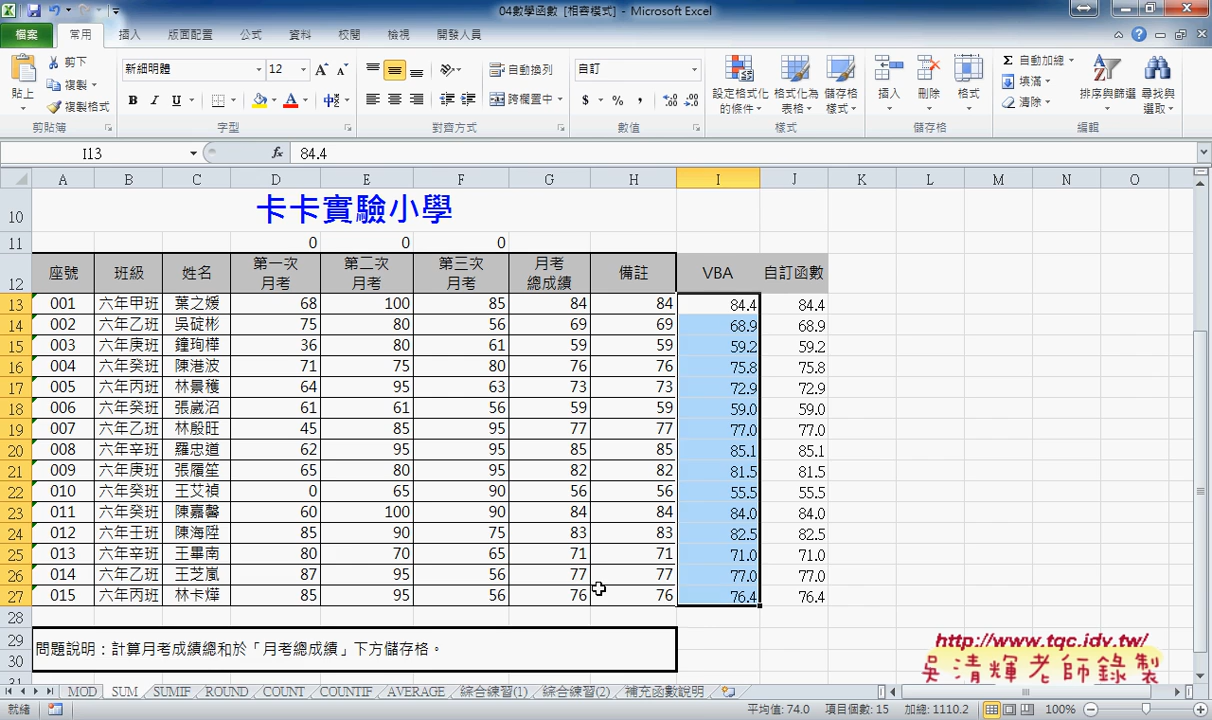 04數學函數 [相容模式] - Microsoft Excel
檔案 常用 插入 版面配置 公式 資料 校閱 檢視 開發人員
剪下
複製
複製格式
貼上
剪貼簿
新細明體 12
字型
自動換列
跨欄置中
對齊方式
自訂
數值
設定格式化的條件
格式化為表格
儲存格樣式
樣式
插入 刪除 格式
儲存格
自動加總
填滿
清除
排序與篩選
尋找與選取
編輯
I13 fx 84.4
A B C D E F G H I J K L M N O
10 卡卡實驗小學
11 0 0 0
12 座號 班級 姓名 第一次月考 第二次月考 第三次月考 月考總成績 備註 VBA 自訂函數
13 001 六年甲班 葉之媛 68 100 85 84 84 84.4 84.4
14 002 六年乙班 吳碇彬 75 80 56 69 69 68.9 68.9
15 003 六年庚班 鐘珣樺 36 80 61 59 59 59.2 59.2
16 004 六年癸班 陳港波 71 75 80 76 76 75.8 75.8
17 005 六年丙班 林景穫 64 95 63 73 73 72.9 72.9
18 006 六年癸班 張崴沼 61 61 56 59 59 59.0 59.0
19 007 六年乙班 林殷旺 45 85 95 77 77 77.0 77.0
20 008 六年辛班 羅忠道 62 95 95 85 85 85.1 85.1
21 009 六年庚班 張履笙 65 80 95 82 82 81.5 81.5
22 010 六年癸班 王艾禎 0 65 90 56 56 55.5 55.5
23 011 六年癸班 陳嘉馨 60 100 90 84 84 84.0 84.0
24 012 六年壬班 陳海陞 85 90 75 83 83 82.5 82.5
25 013 六年辛班 王畢南 80 70 65 71 71 71.0 71.0
26 014 六年乙班 王芝嵐 87 95 56 77 77 77.0 77.0
27 015 六年丙班 林卡燁 85 95 56 76 76 76.4 76.4
28
29 問題說明：計算月考成績總和於「月考總成績」下方儲存格。
30
31
http://www.tqc.idv.tw/
吳清輝老師錄製
MOD SUM SUMIF ROUND COUNT COUNTIF AVERAGE 綜合練習(1) 綜合練習(2) 補充函數說明
就緒 平均值: 74.0 項目個數: 15 加總: 1110.2 100%